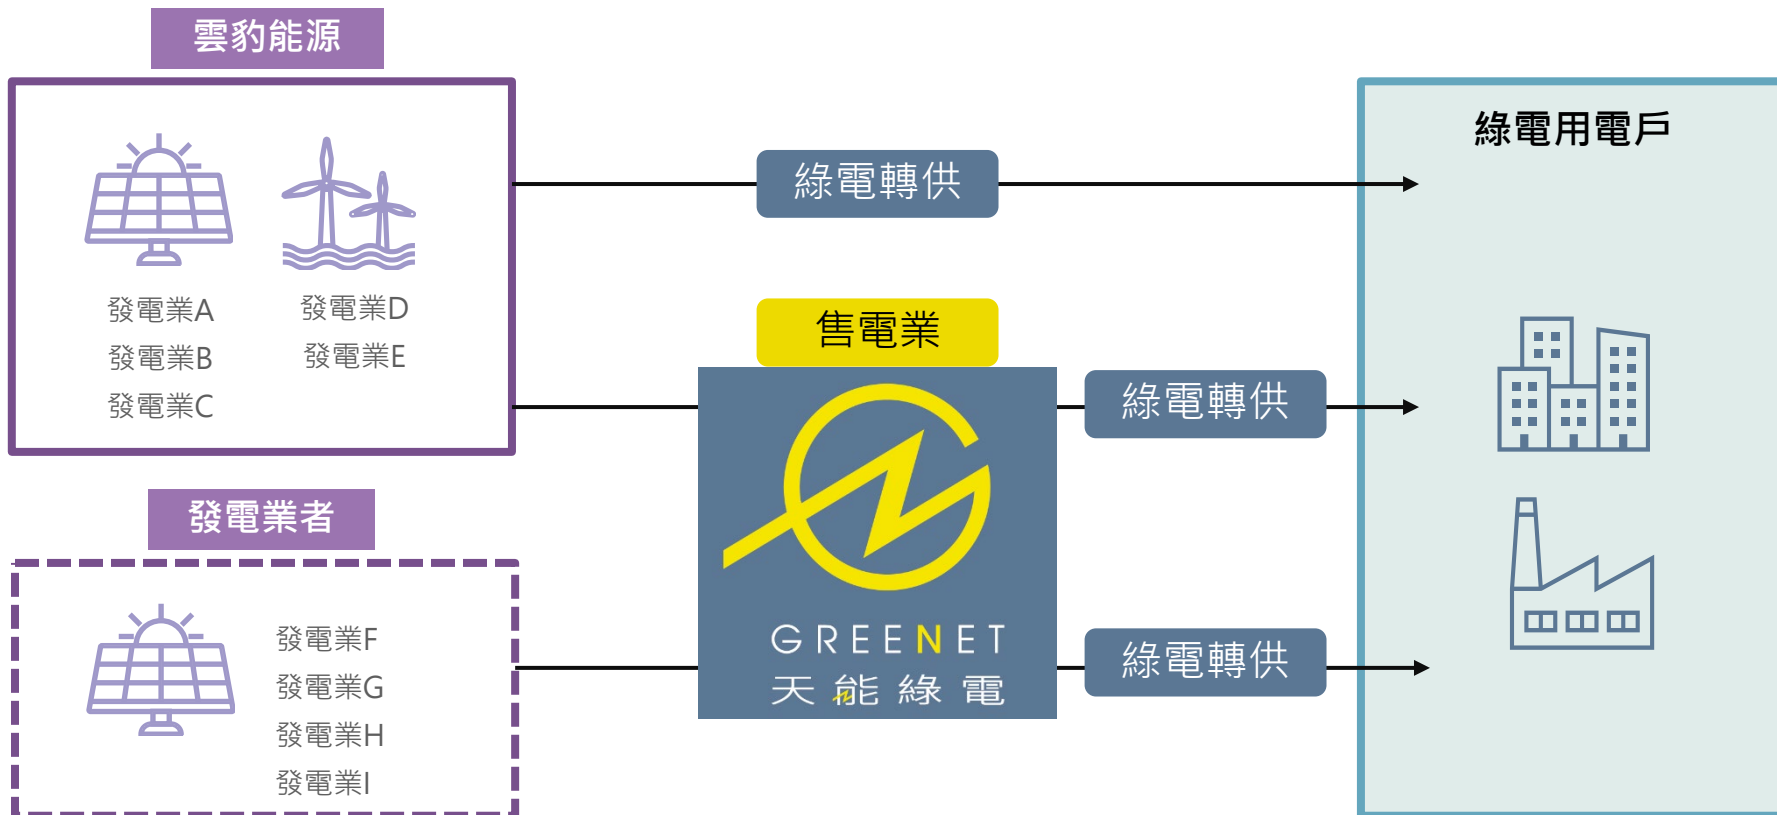 雲豹能源
發電業A
發電業B
發電業C
發電業D
發電業E
綠電轉供
售電業
GREENET
天能綠電
綠電轉供
發電業者
發電業F
發電業G
發電業H
發電業I
綠電轉供
綠電用電戶